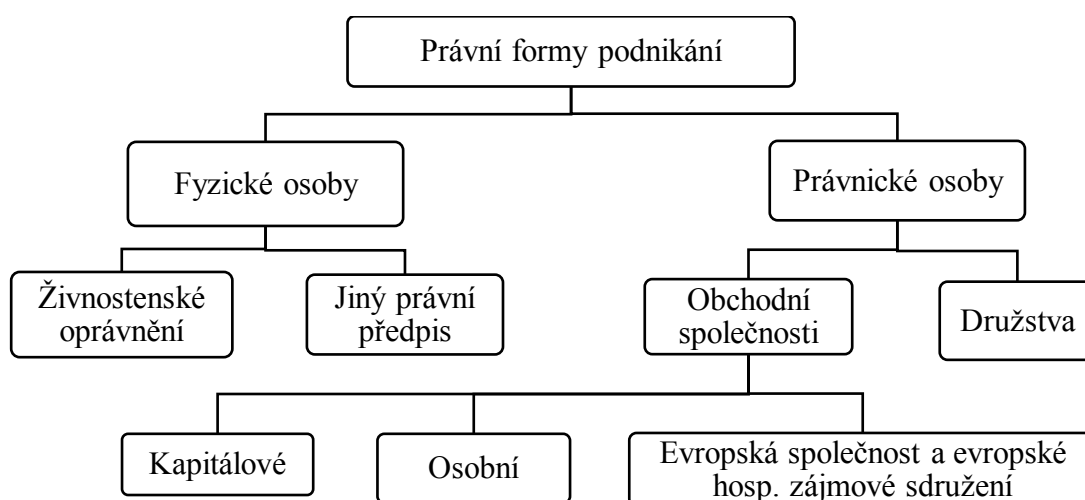 Právní formy podnikání
Fyzické osoby
Právnické osoby
Živnostenské
oprávnění
Jiný právní
předpis
Obchodní
společnosti
Družstva
Kapitálové
Osobní
Evropská společnost a evropské
hosp. zájmové sdružení